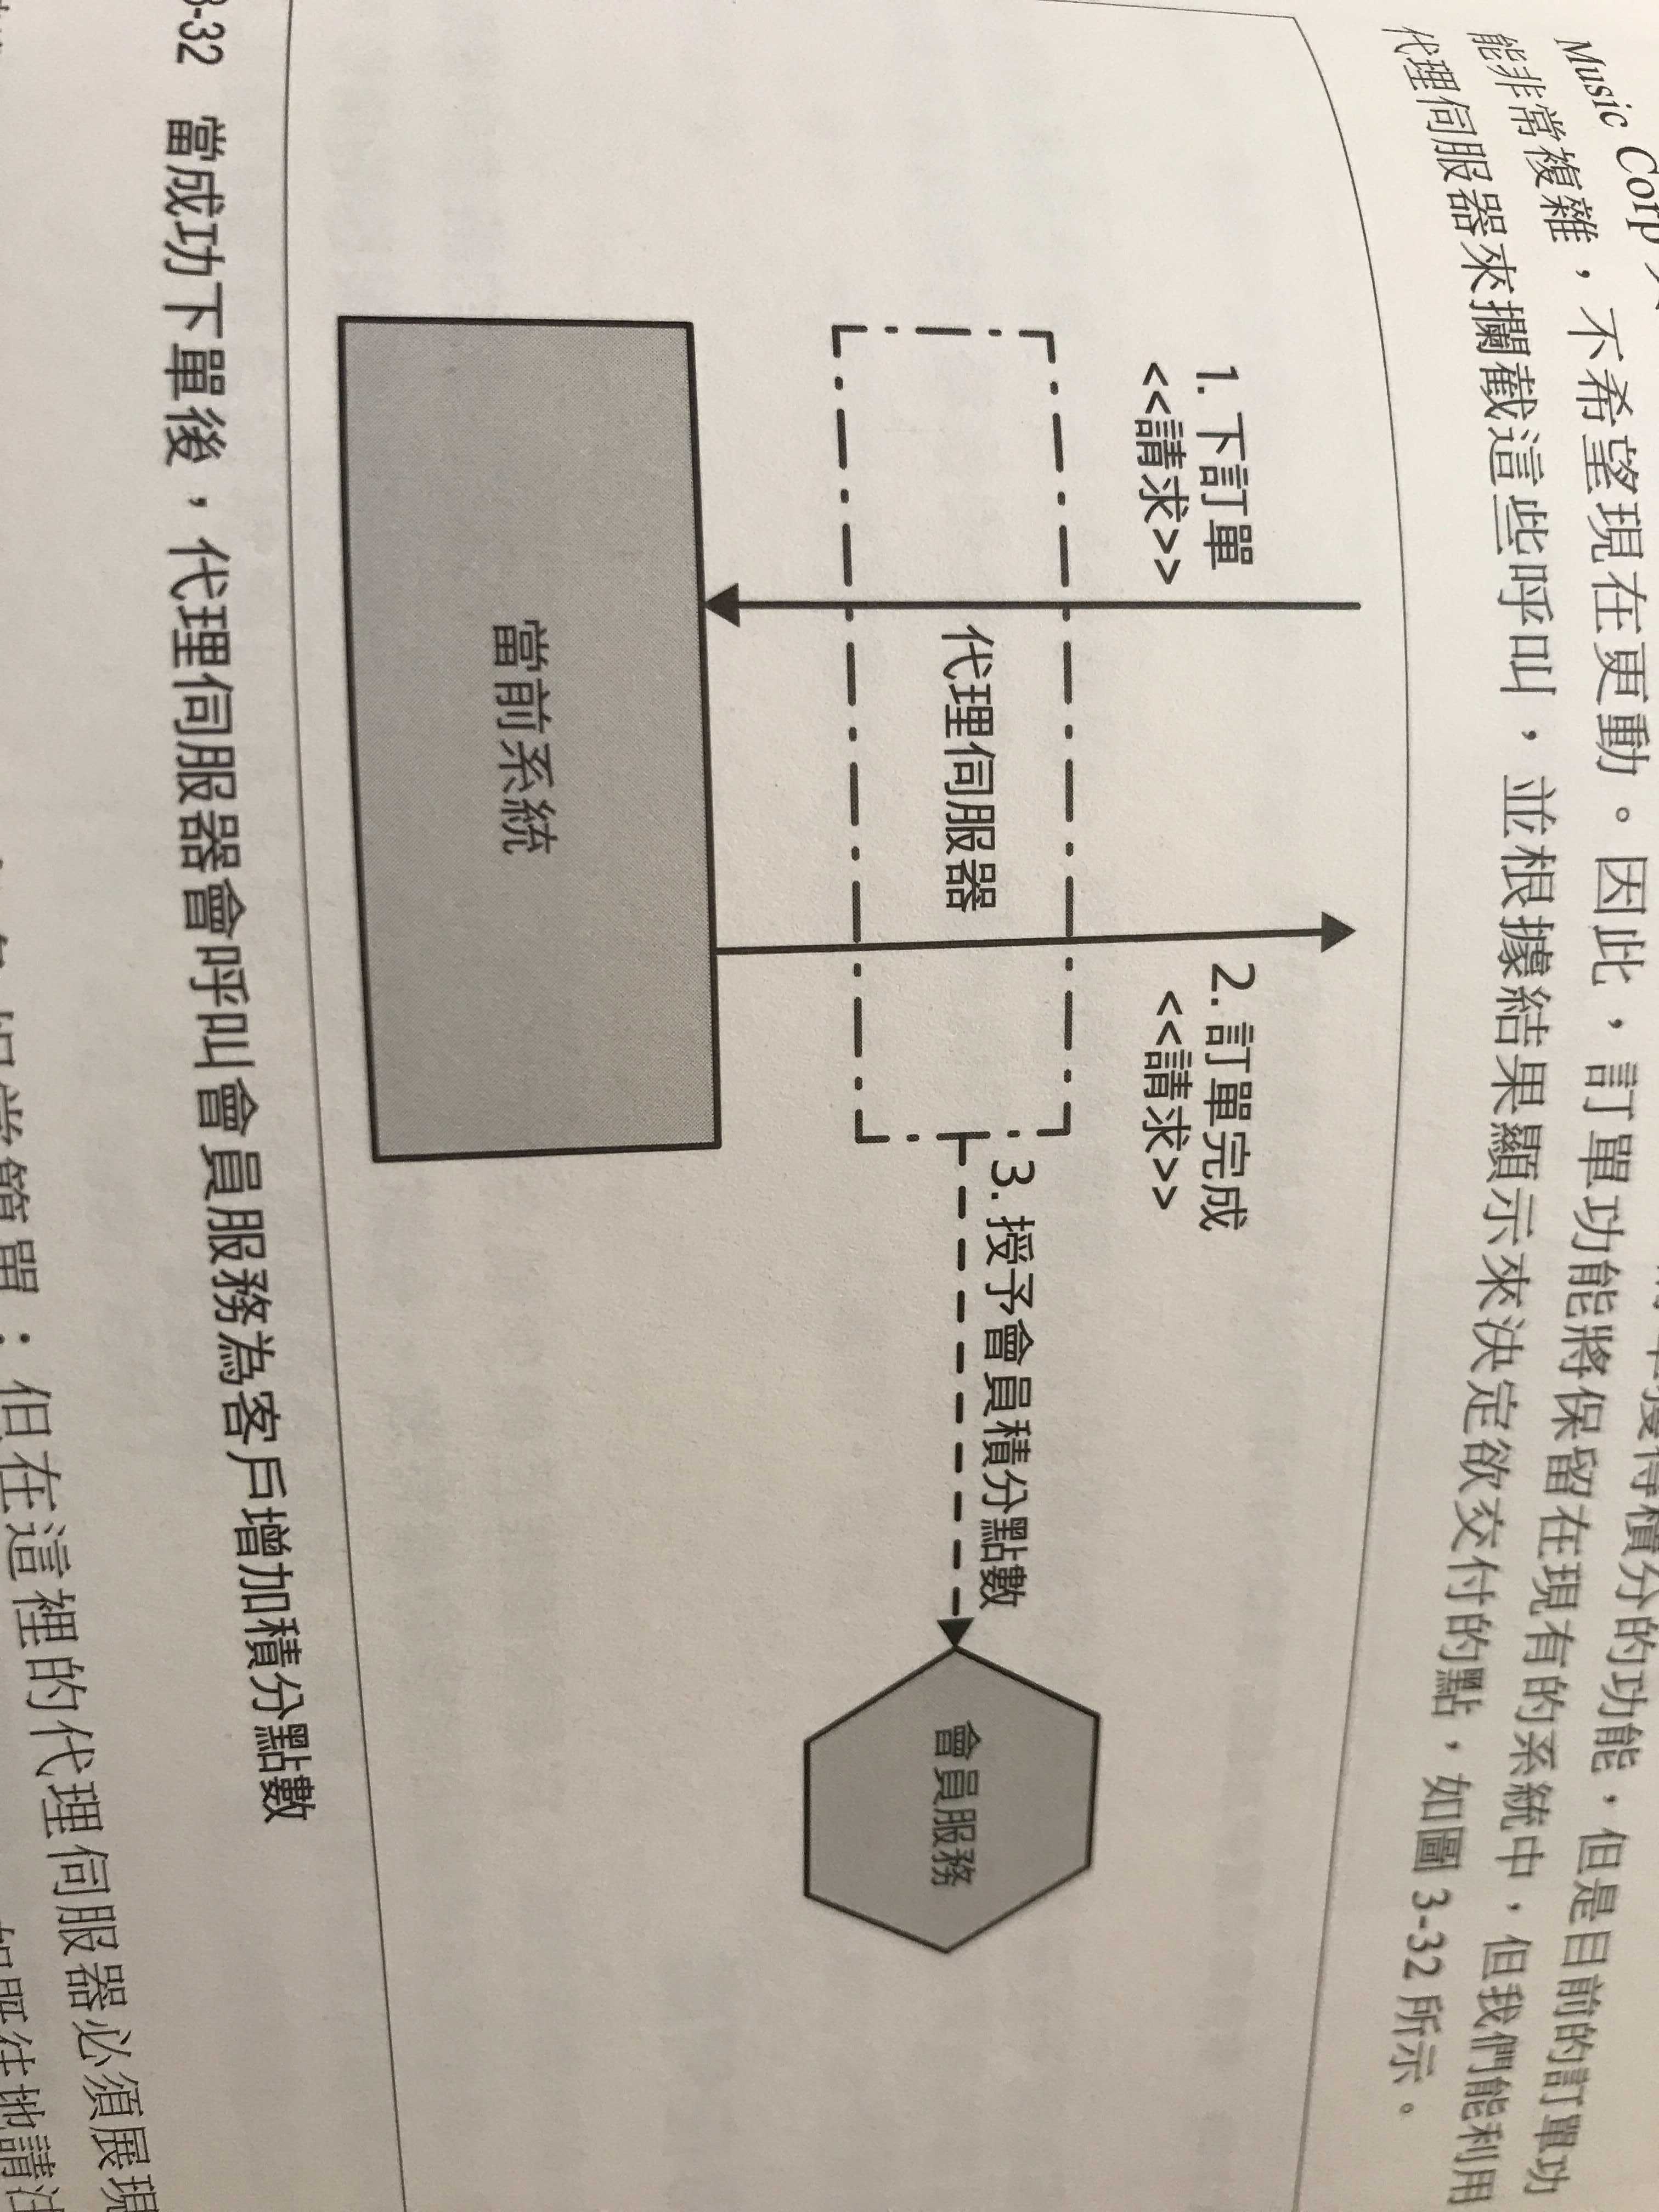 Music Corp
獲得積分的功能，但是目前的訂單功
能非常複雜，不希望現在更動。因此，訂單功能將保留在現有的系統中，但我們能利用
代理伺服器來攔截這些呼叫，並根據結果顯示來決定欲交付的點，如圖 3-32 所示。
1. 下訂單
<<請求>>
2. 訂單完成
<<請求>>
代理伺服器
3. 授予會員積分點數
會員服務
當前系統
3-32 當成功下單後，代理伺服器會呼叫會員服務為客戶增加積分點數
簡單；但在這裡的代理伺服器必須展現